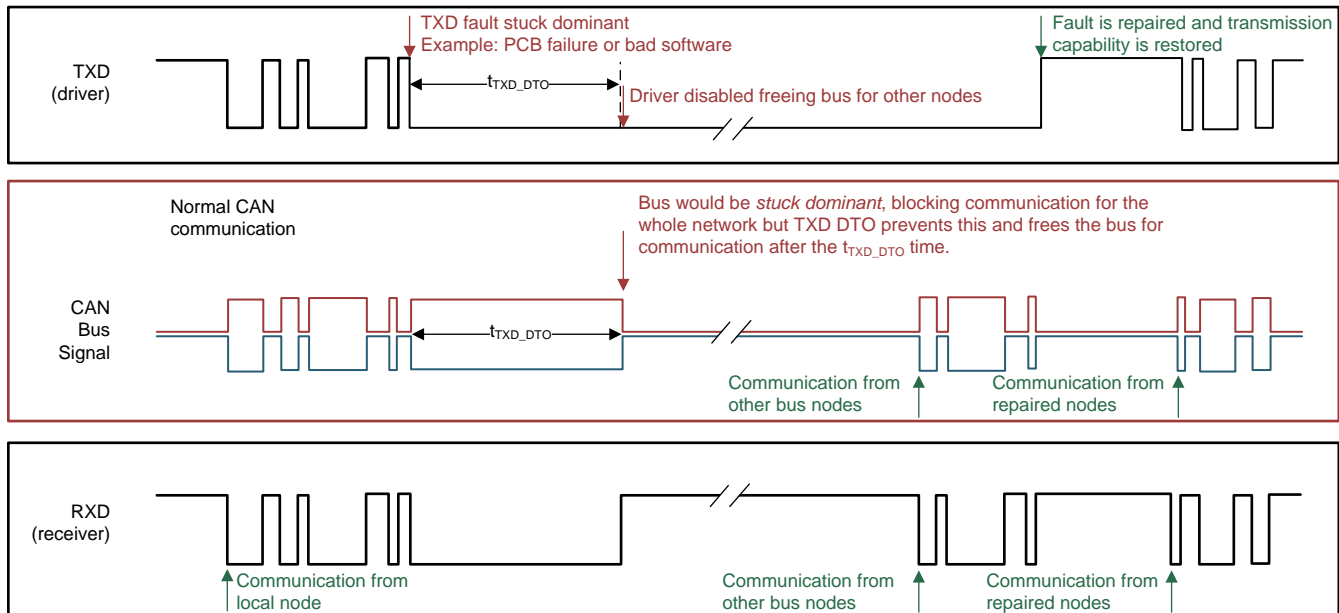 TXD fault stuck dominant
Example: PCB failure or bad software
Fault is repaired and transmission
capability is restored
TXD
(driver)
tTXD_DTO
Driver disabled freeing bus for other nodes
Normal CAN
communication
Bus would be stuck dominant, blocking communication for the
whole network but TXD DTO prevents this and frees the bus for
communication after the tTXD_DTO time.
CAN
Bus
Signal
tTXD_DTO
Communication from
other bus nodes
Communication from
repaired nodes
RXD
(receiver)
Communication from
local node
Communication from
other bus nodes
Communication from
repaired nodes